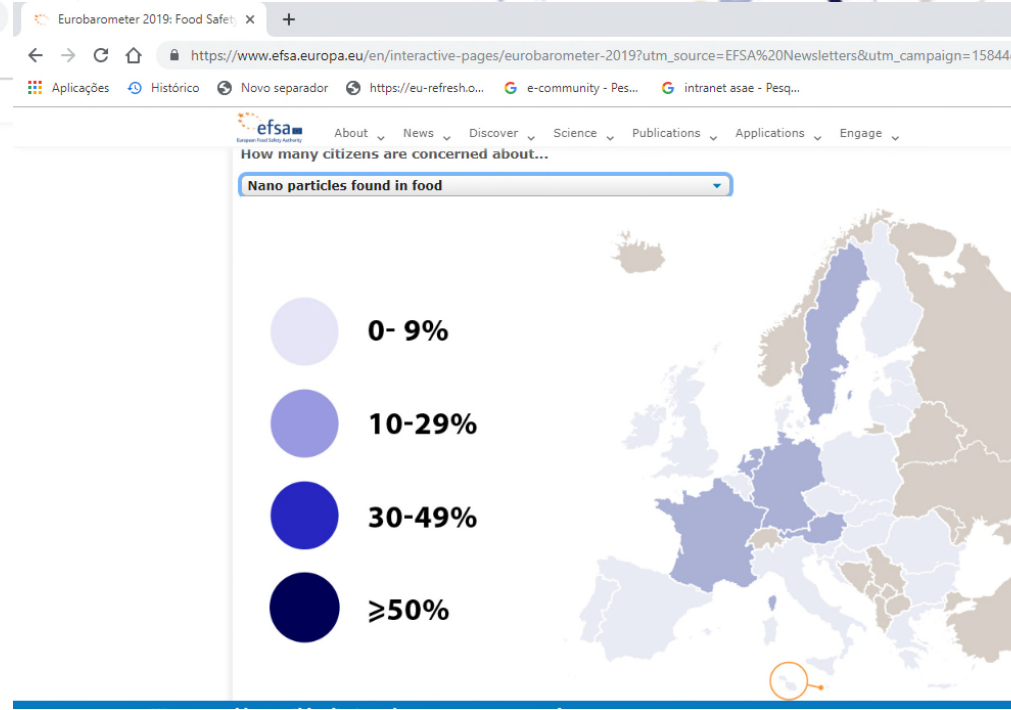 Eurobarometer 2019: Food Safet
https://www.efsa.europa.eu/en/interactive-pages/eurobarometer-2019?utm_source=EFSA%20Newsletters&utm_campaign=15844
Aplicações Histórico Novo separador https://eu-refresh.o... e-community - Pes... intranet asae - Pesq...
efsa
European Food Safety Authority
About News Discover Science Publications Applications Engage
How many citizens are concerned about...
Nano particles found in food
0- 9%
10-29%
30-49%
≥50%